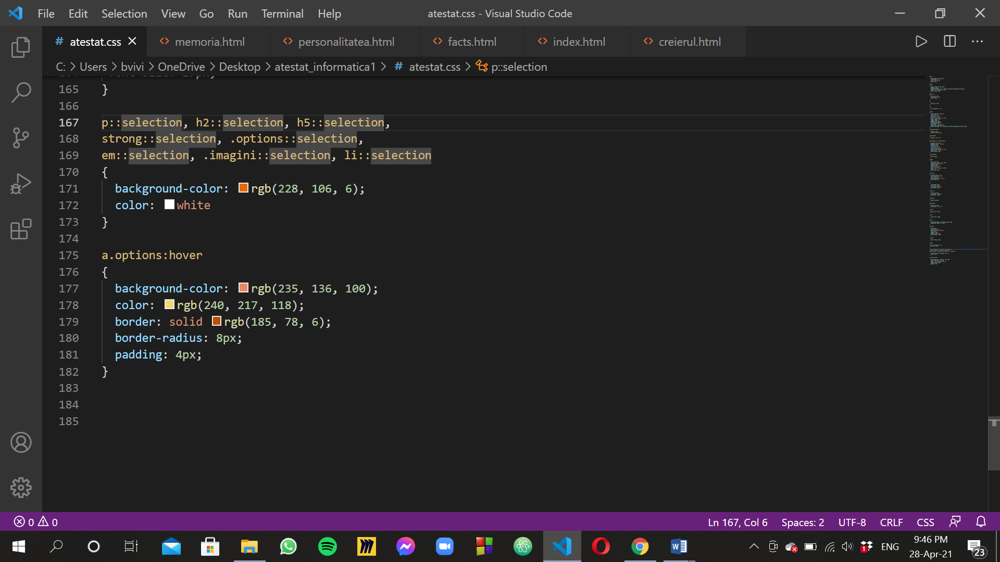 File Edit Selection View Go Run Terminal Help atestat.css - Visual Studio Code
# atestat.css memoria.html personalitatea.html facts.html index.html creierul.html
C: > Users > bvivi > OneDrive > Desktop > atestat_informatica1 > # atestat.css > p::selection
165 }
166
167 p::selection, h2::selection, h5::selection,
168 strong::selection, .options::selection,
169 em::selection, .imagini::selection, li::selection
170 {
171 background-color: rgb(228, 106, 6);
172 color: white
173 }
174
175 a.options:hover
176 {
177 background-color: rgb(235, 136, 100);
178 color: rgb(240, 217, 118);
179 border: solid rgb(185, 78, 6);
180 border-radius: 8px;
181 padding: 4px;
182 }
183
184
185
0 0 Ln 167, Col 6 Spaces: 2 UTF-8 CRLF CSS
1 ENG 9:46 PM
28-Apr-21 23